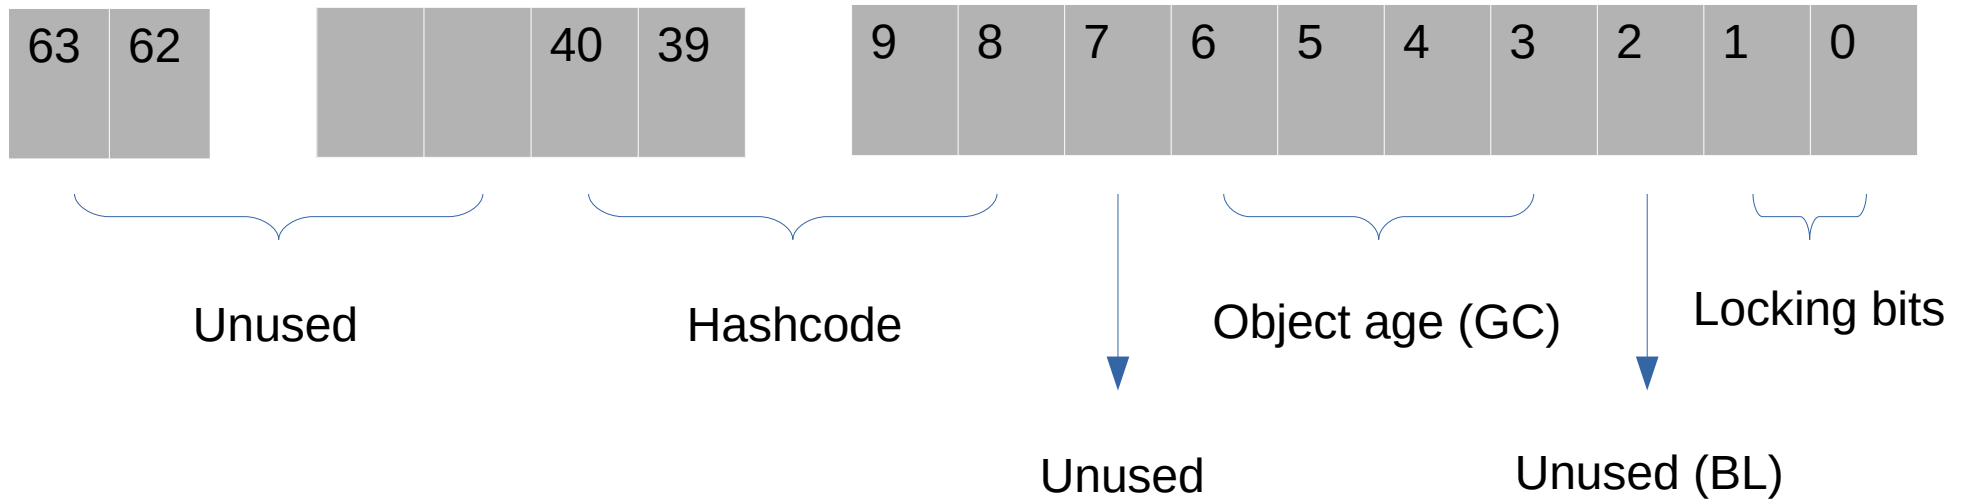 63 62 40 39 9 8 7 6 5 4 3 2 1 0
Unused Hashcode Object age (GC) Locking bits
Unused Unused (BL)